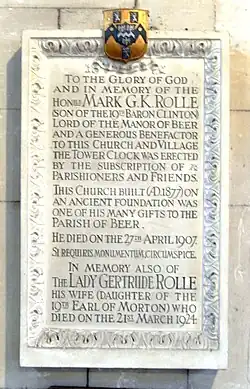 TO THE GLORY OF GOD
AND IN MEMORY OF THE
HONBLE MARK G.K. ROLLE
(SON OF THE 19TH BARON CLINTON)
LORD OF THE MANOR OF BEER
AND A GENEROUS BENEFACTOR
TO THIS CHURCH AND VILLAGE
THE TOWER CLOCK WAS ERECTED
BY THE SUBSCRIPTION OF
PARISHIONERS AND FRIENDS.
THIS CHURCH BUILT (A.D. 1877) ON
AN ANCIENT FOUNDATION WAS
ONE OF HIS MANY GIFTS TO THE
PARISH OF BEER.
HE DIED ON THE 27TH APRIL 1907.
SI REQUIRIS, MONUMENTUM, CIRCUMSPICE.
IN MEMORY ALSO OF
THE LADY GERTRUDE ROLLE
HIS WIFE (DAUGHTER OF THE
19TH EARL OF MORTON) WHO
DIED ON THE 21ST MARCH 1924.